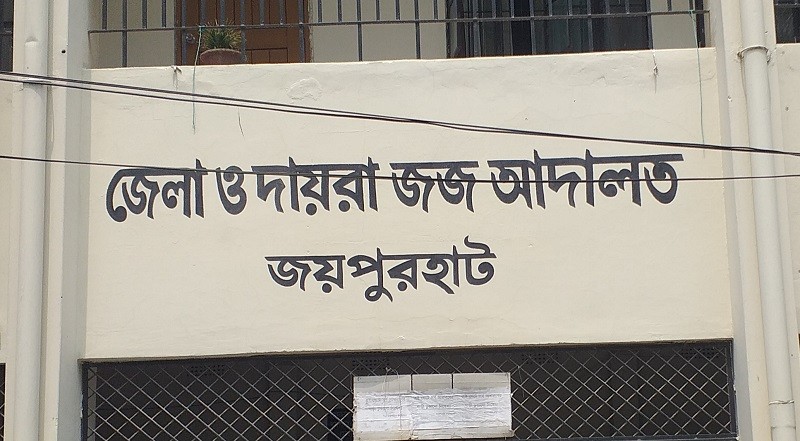 জেলা ও দায়রা জজ আদালত
জয়পুরহাট